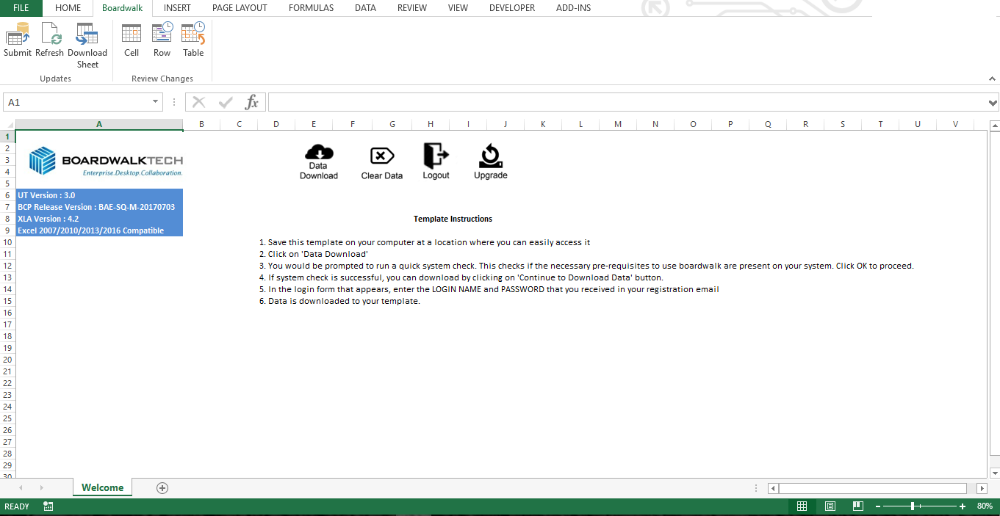 FILE HOME Boardwalk INSERT PAGE LAYOUT FORMULAS DATA REVIEW VIEW DEVELOPER ADD-INS
Submit Refresh Download Sheet Cell Row Table
Updates Review Changes
A1 fx
A B C D E F G H I J K L M N O P Q R S T U V
1
2
3
4
5
6
7
8
9
10
11
12
13
14
15
16
17
18
19
20
21
22
23
24
25
26
27
28
29
30
BOARDWALKTECH
Enterprise.Desktop.Collaboration.
Data Download
Clear Data
Logout
Upgrade
UT Version : 3.0
BCP Release Version : BAE-SQ-M-20170703
XLA Version : 4.2
Excel 2007/2010/2013/2016 Compatible
Template Instructions
1. Save this template on your computer at a location where you can easily access it
2. Click on 'Data Download'
3. You would be prompted to run a quick system check. This checks if the necessary pre-requisites to use boardwalk are present on your system. Click OK to proceed.
4. If system check is successful, you can download by clicking on 'Continue to Download Data' button.
5. In the login form that appears, enter the LOGIN NAME and PASSWORD that you received in your registration email
6. Data is downloaded to your template.
Welcome
READY 80%